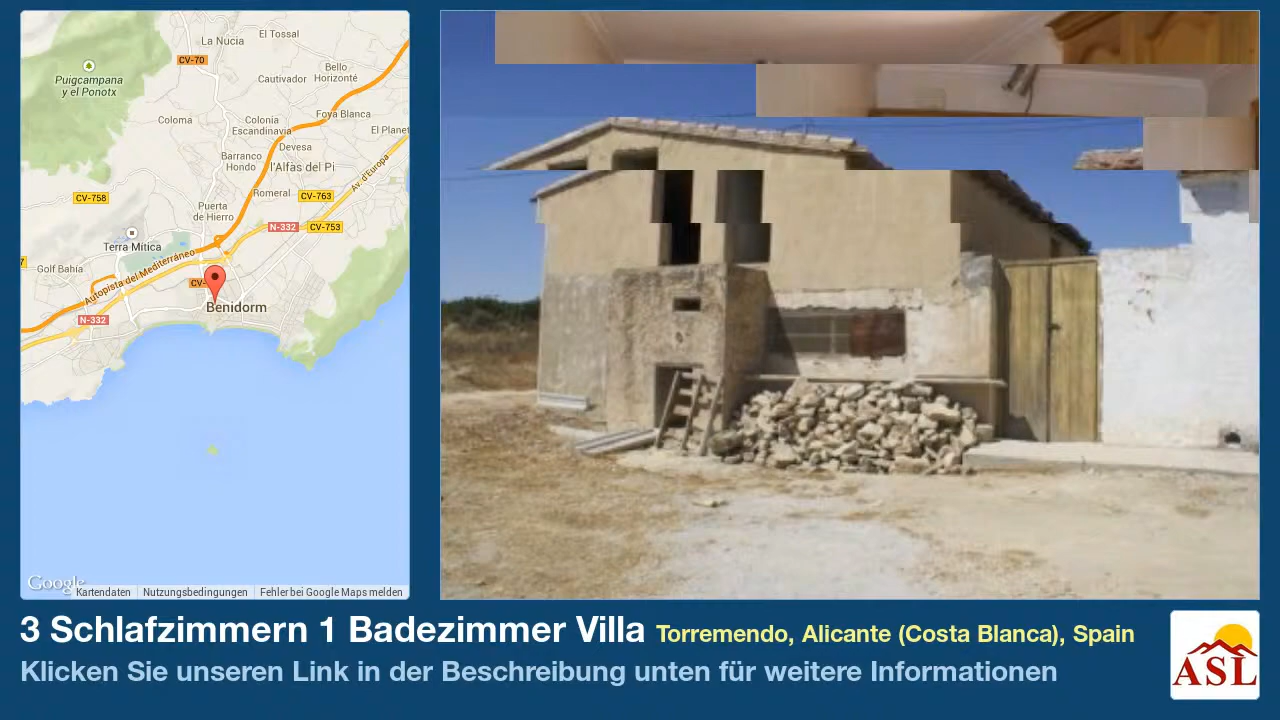 El Tossal
La Nucia
CV-70
Bello
Horizonté
Puigcampana
y el Ponotx
Cautivador
Foya Blanca
Coloma
Colonia
Escandinavia
El Planet
Devesa
Barranco
Hondo
l'Alfàs del Pi
Av. d'Europa
CV-758
Romeral
CV-763
Puerta
de Hierro
N-332
CV-753
Terra Mítica
7
Golf Bahía
Autopista del Mediterráneo
CV-
Benidorm
N-332
N-332
Google
Kartendaten
Nutzungsbedingungen
Fehler bei Google Maps melden
3 Schlafzimmern 1 Badezimmer Villa Torremendo, Alicante (Costa Blanca), Spain
Klicken Sie unseren Link in der Beschreibung unten für weitere Informationen
ASL